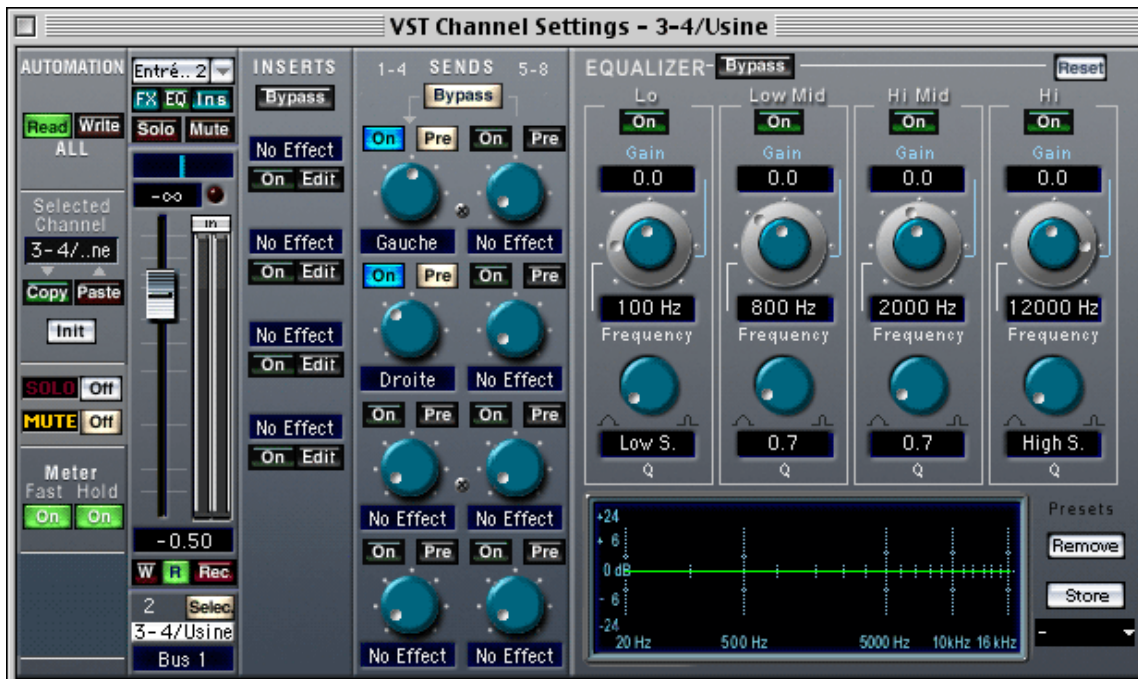 VST Channel Settings - 3-4/Usine
AUTOMATION
Read Write
ALL
Selected
Channel
3-4/..ne
Copy Paste
Init
SOLO Off
MUTE Off
Meter
Fast Hold
On On
Entré.. 2
FX EQ Ins
Solo Mute
-∞
in
-0.50
W R Rec
2 Selec.
3-4/Usine
Bus 1
INSERTS
Bypass
No Effect
On Edit
No Effect
On Edit
No Effect
On Edit
No Effect
On Edit
1-4 SENDS 5-8
Bypass
On Pre On Pre
Gauche No Effect
On Pre On Pre
Droite No Effect
On Pre On Pre
No Effect No Effect
On Pre On Pre
No Effect No Effect
EQUALIZER Bypass Reset
Lo Low Mid Hi Mid Hi
On On On On
Gain Gain Gain Gain
0.0 0.0 0.0 0.0
100 Hz 800 Hz 2000 Hz 12000 Hz
Frequency Frequency Frequency Frequency
Low S. 0.7 0.7 High S.
Q Q Q Q
+24
+ 6
0 dB
- 6
-24
20 Hz 500 Hz 5000 Hz 10kHz 16 kHz
Presets
Remove
Store
-